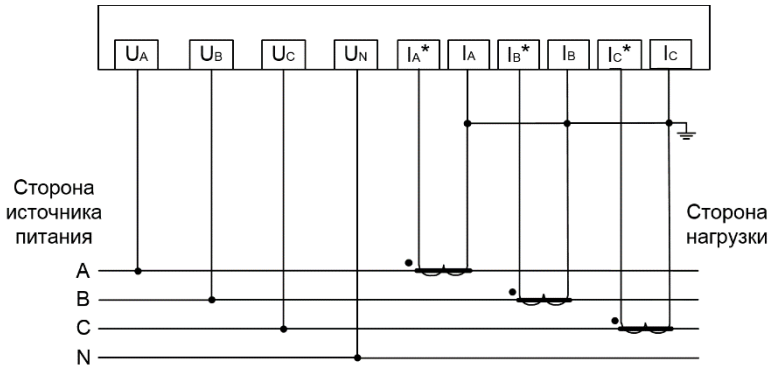 UA UB UC UN IA* IA IB* IB IC* IC
Сторона
источника
питания
Сторона
нагрузки
A
B
C
N